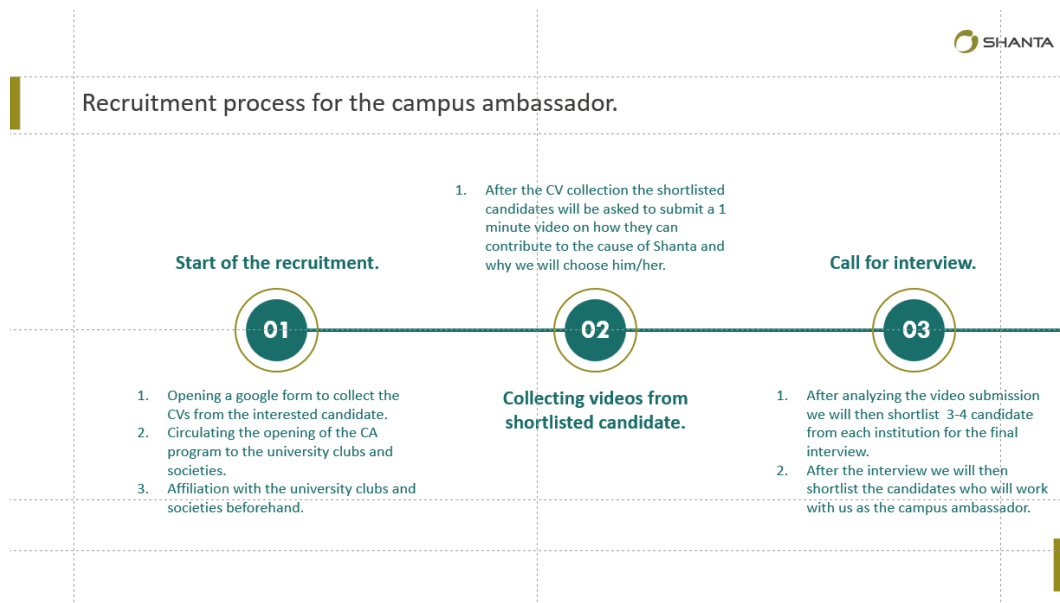 SHANTA
Recruitment process for the campus ambassador.
Start of the recruitment.
01
1. Opening a google form to collect the
CVs from the interested candidate.
2. Circulating the opening of the CA
program to the university clubs and
societies.
3. Affiliation with the university clubs and
societies beforehand.
1. After the CV collection the shortlisted
candidates will be asked to submit a 1
minute video on how they can
contribute to the cause of Shanta and
why we will choose him/her.
02
Collecting videos from
shortlisted candidate.
Call for interview.
03
1. After analyzing the video submission
we will then shortlist 3-4 candidate
from each institution for the final
interview.
2. After the interview we will then
shortlist the candidates who will work
with us as the campus ambassador.